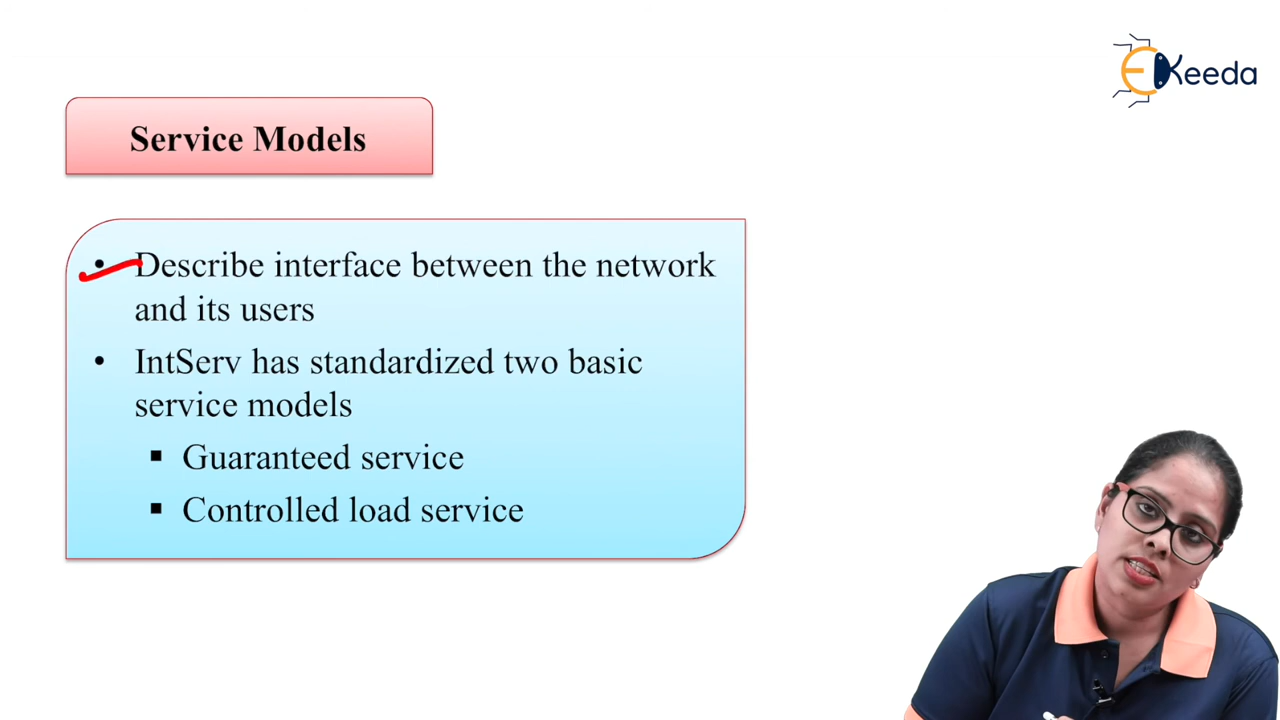 EKeeda
Service Models
• Describe interface between the network
and its users
• IntServ has standardized two basic
service models
▪ Guaranteed service
▪ Controlled load service